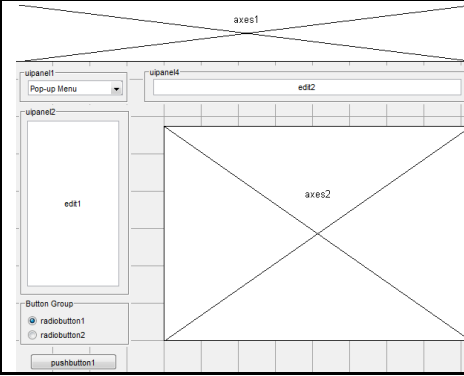 axes1
uipanel1
Pop-up Menu
uipanel4
edit2
uipanel2
edit1
axes2
Button Group
radiobutton1
radiobutton2
pushbutton1